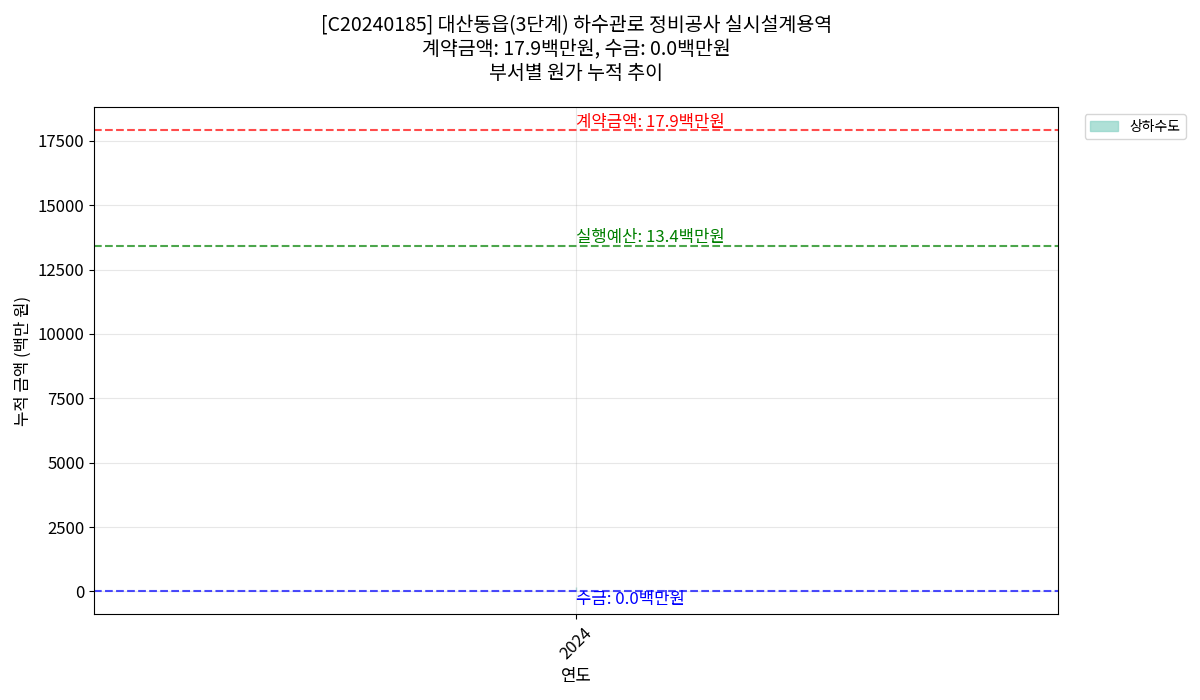 [C20240185] 대산동읍(3단계) 하수관로 정비공사 실시설계용역
계약금액: 17.9백만원, 수금: 0.0백만원
부서별 원가 누적 추이
계약금액: 17.9백만원
상하수도
17500
15000
실행예산: 13.4백만원
12500
10000
7500
5000
2500
0
수금: 0.0백만원
누적 금액 (백만 원)
2024
연도